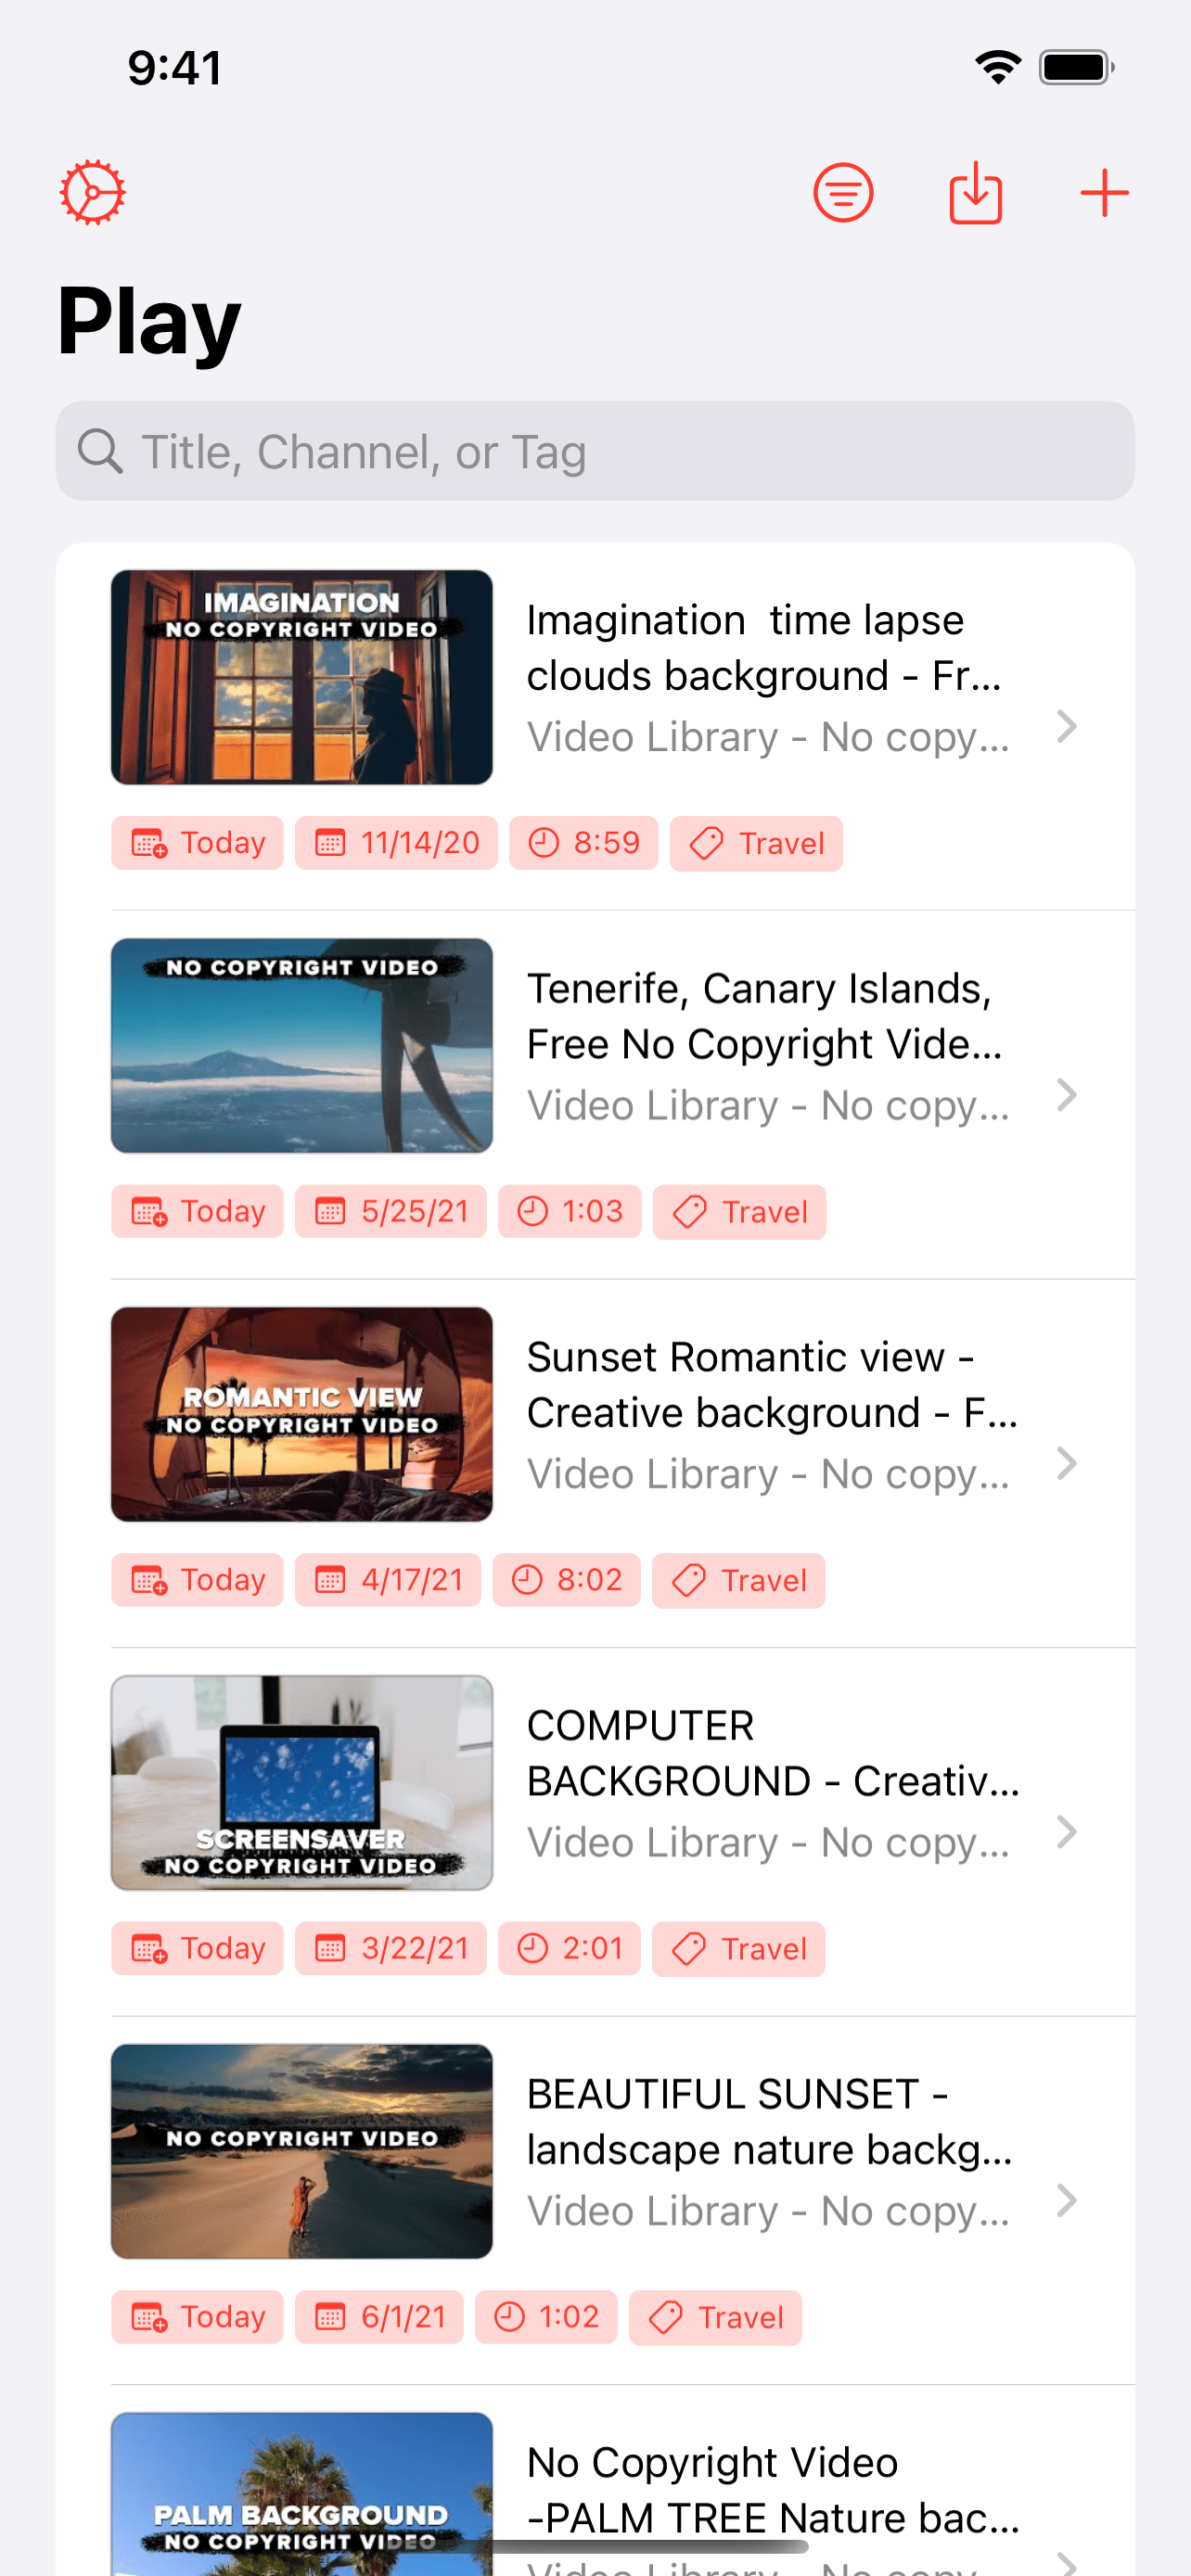 9:41
Play
Title, Channel, or Tag
IMAGINATION
NO COPYRIGHT VIDEO
Imagination  time lapse
clouds background - Fr...
Video Library - No copy...
Today 11/14/20 8:59 Travel
NO COPYRIGHT VIDEO
Tenerife, Canary Islands,
Free No Copyright Vide...
Video Library - No copy...
Today 5/25/21 1:03 Travel
ROMANTIC VIEW
NO COPYRIGHT VIDEO
Sunset Romantic view -
Creative background - F...
Video Library - No copy...
Today 4/17/21 8:02 Travel
SCREENSAVER
NO COPYRIGHT VIDEO
COMPUTER
BACKGROUND - Creativ...
Video Library - No copy...
Today 3/22/21 2:01 Travel
NO COPYRIGHT VIDEO
BEAUTIFUL SUNSET -
landscape nature backg...
Video Library - No copy...
Today 6/1/21 1:02 Travel
PALM BACKGROUND
NO COPYRIGHT VIDEO
No Copyright Video
-PALM TREE Nature bac...
Video Library - No copy...